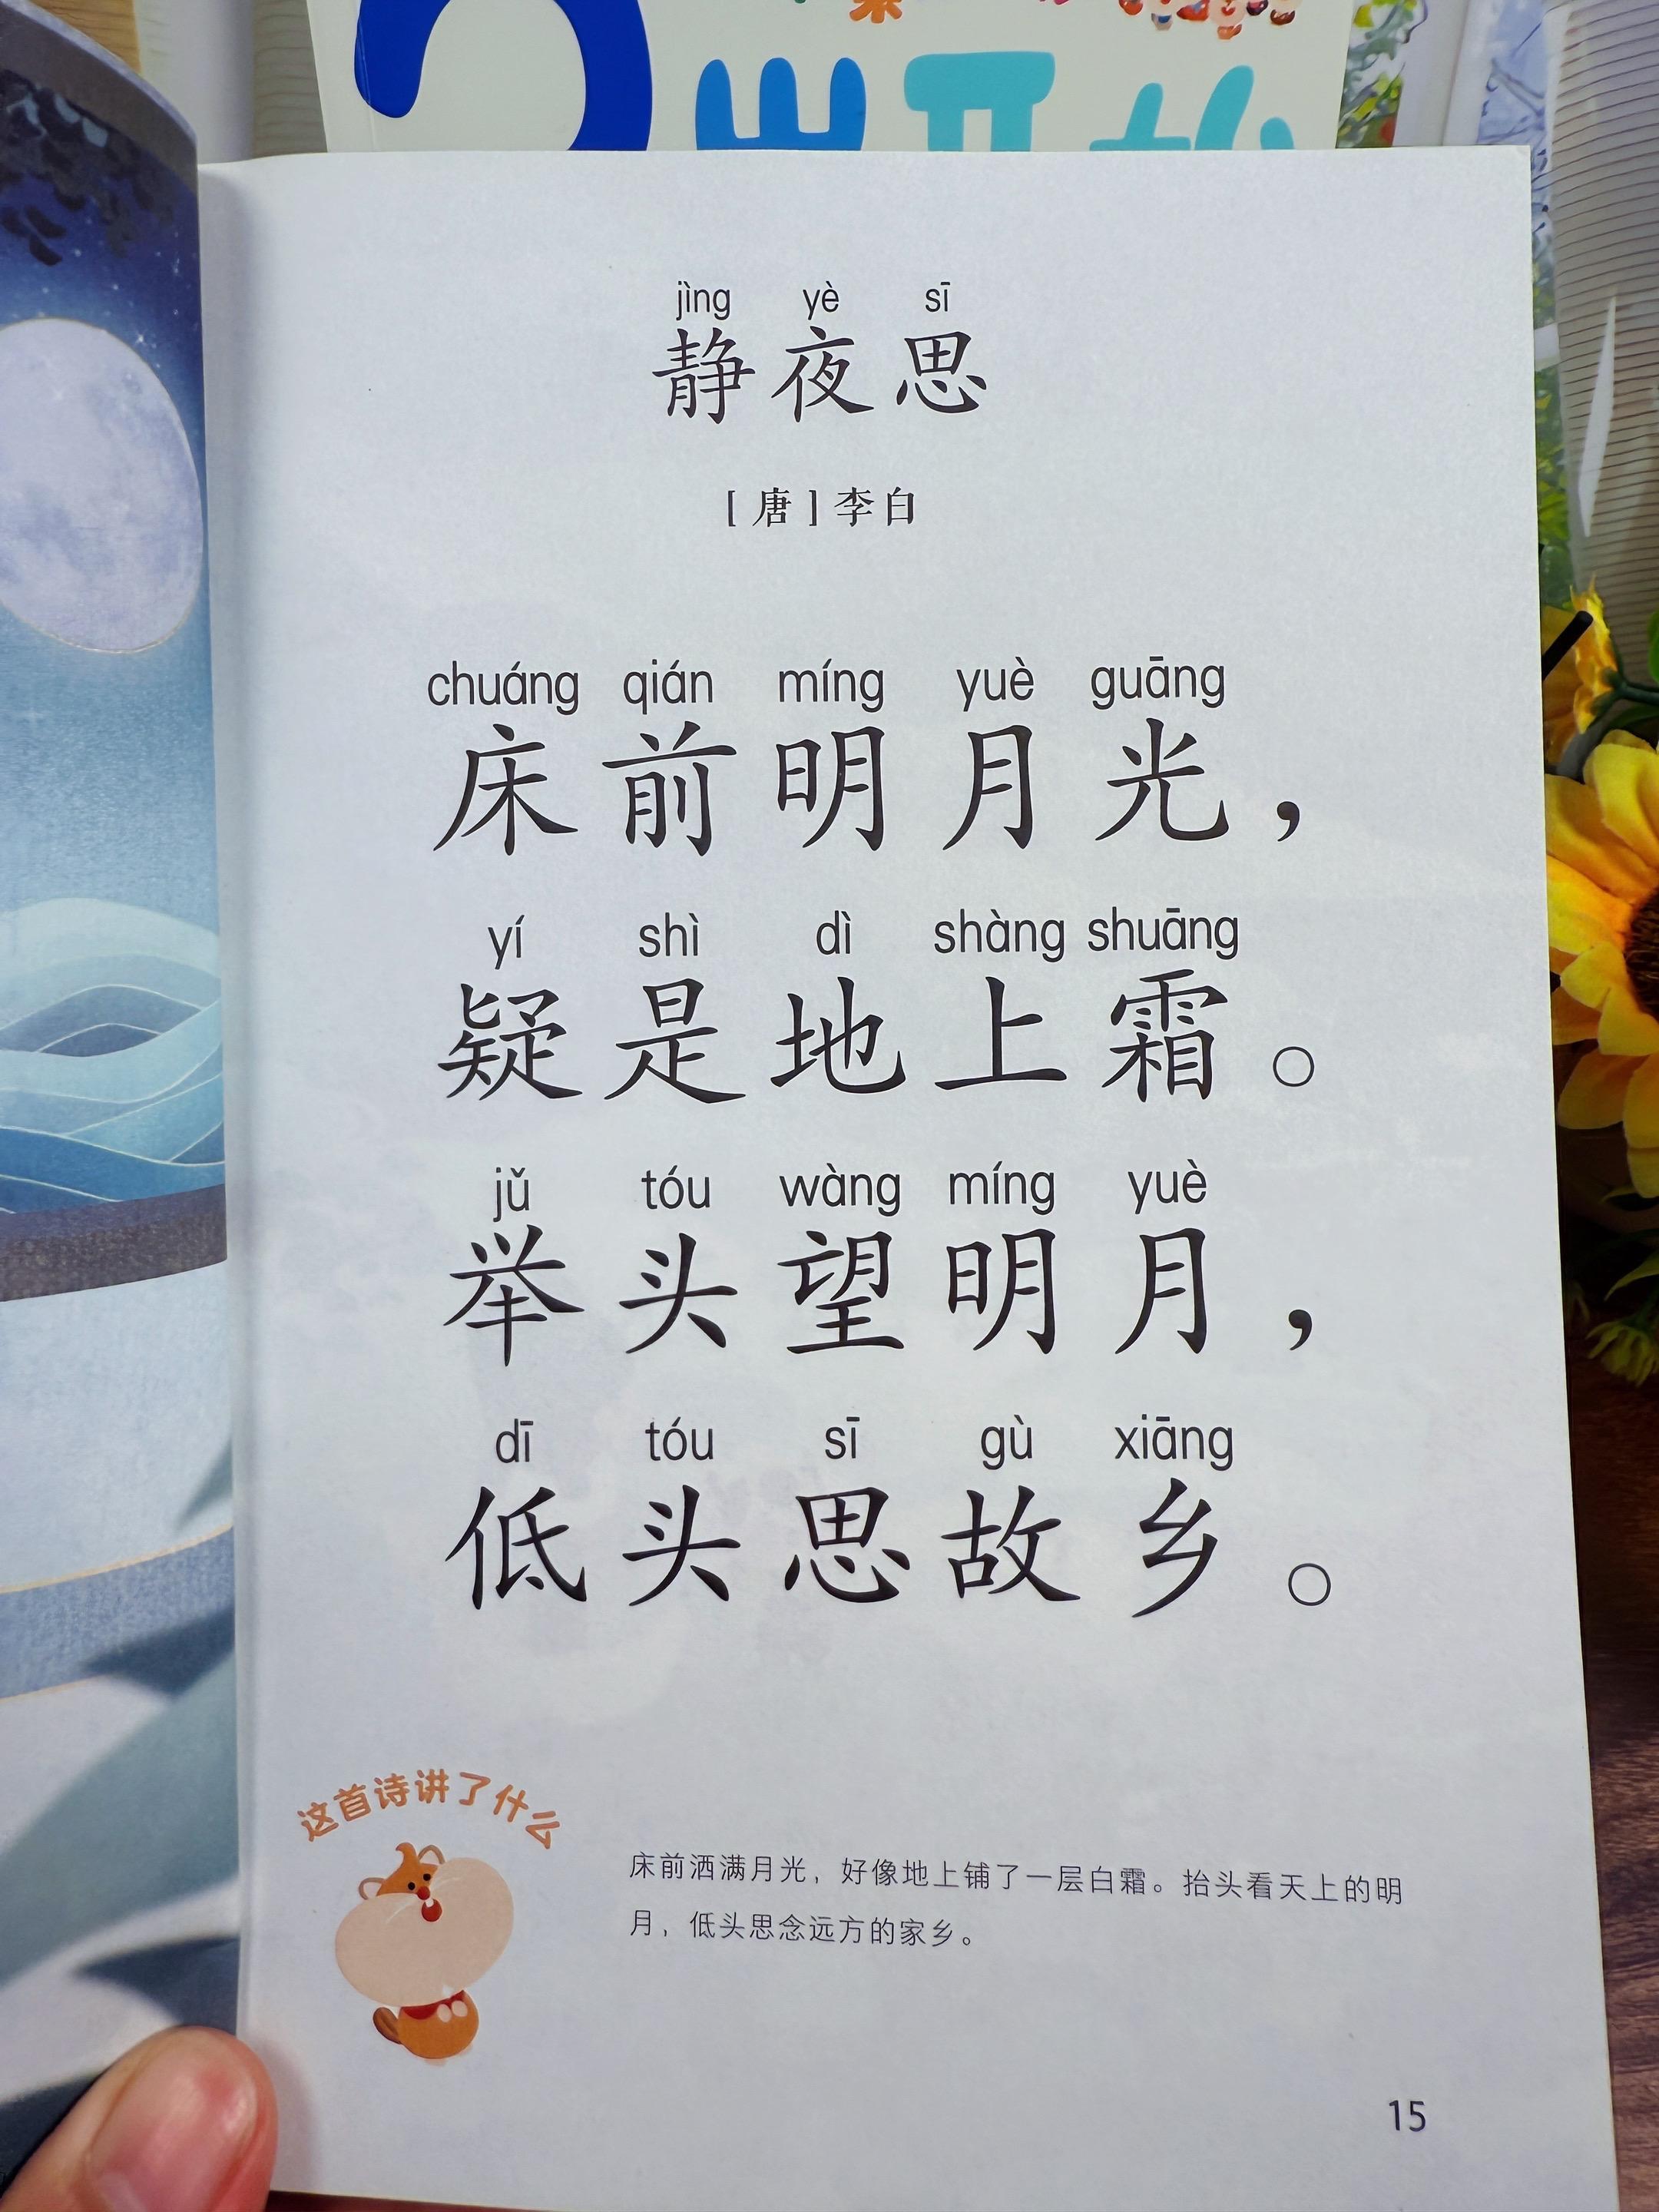 jìng yè sī
静夜思
[唐]李白
chuáng qián míng yuè guāng
床前明月光，
yí shì dì shàng shuāng
疑是地上霜。
jǔ tóu wàng míng yuè
举头望明月，
dī tóu sī gù xiāng
低头思故乡。
这首诗讲了什么
床前洒满月光，好像地上铺了一层白霜。抬头看天上的明
月，低头思念远方的家乡。
15